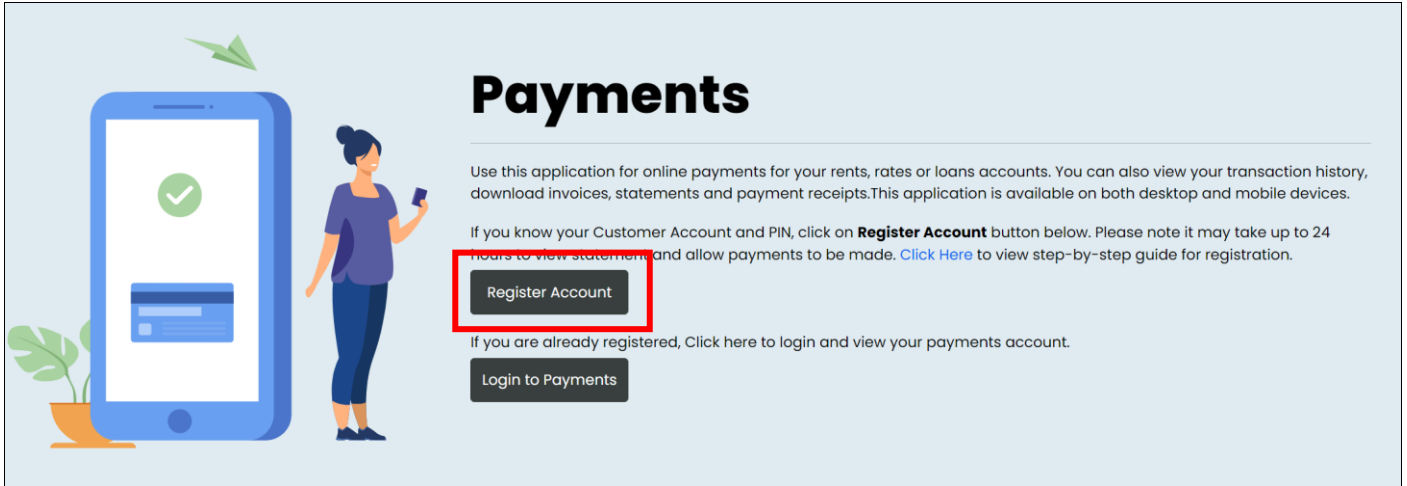 Payments
Use this application for online payments for your rents, rates or loans accounts. You can also view your transaction history,
download invoices, statements and payment receipts.This application is available on both desktop and mobile devices.
If you know your Customer Account and PIN, click on Register Account button below. Please note it may take up to 24
hours to view statement and allow payments to be made. Click Here to view step-by-step guide for registration.
Register Account
If you are already registered, Click here to login and view your payments account.
Login to Payments